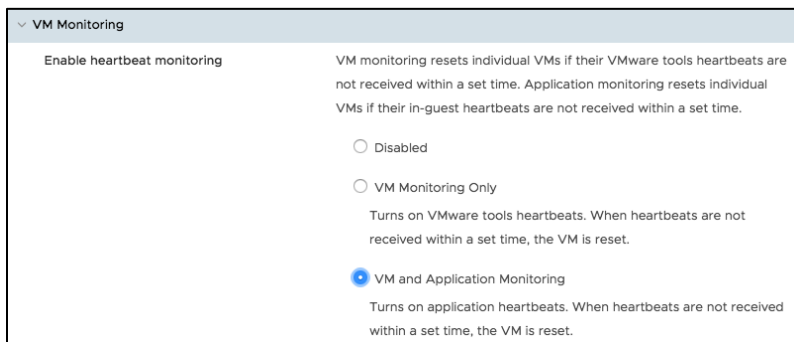 VM Monitoring
Enable heartbeat monitoring
VM monitoring resets individual VMs if their VMware tools heartbeats are
not received within a set time. Application monitoring resets individual
VMs if their in-guest heartbeats are not received within a set time.
Disabled
VM Monitoring Only
Turns on VMware tools heartbeats. When heartbeats are not
received within a set time, the VM is reset.
VM and Application Monitoring
Turns on application heartbeats. When heartbeats are not received
within a set time, the VM is reset.